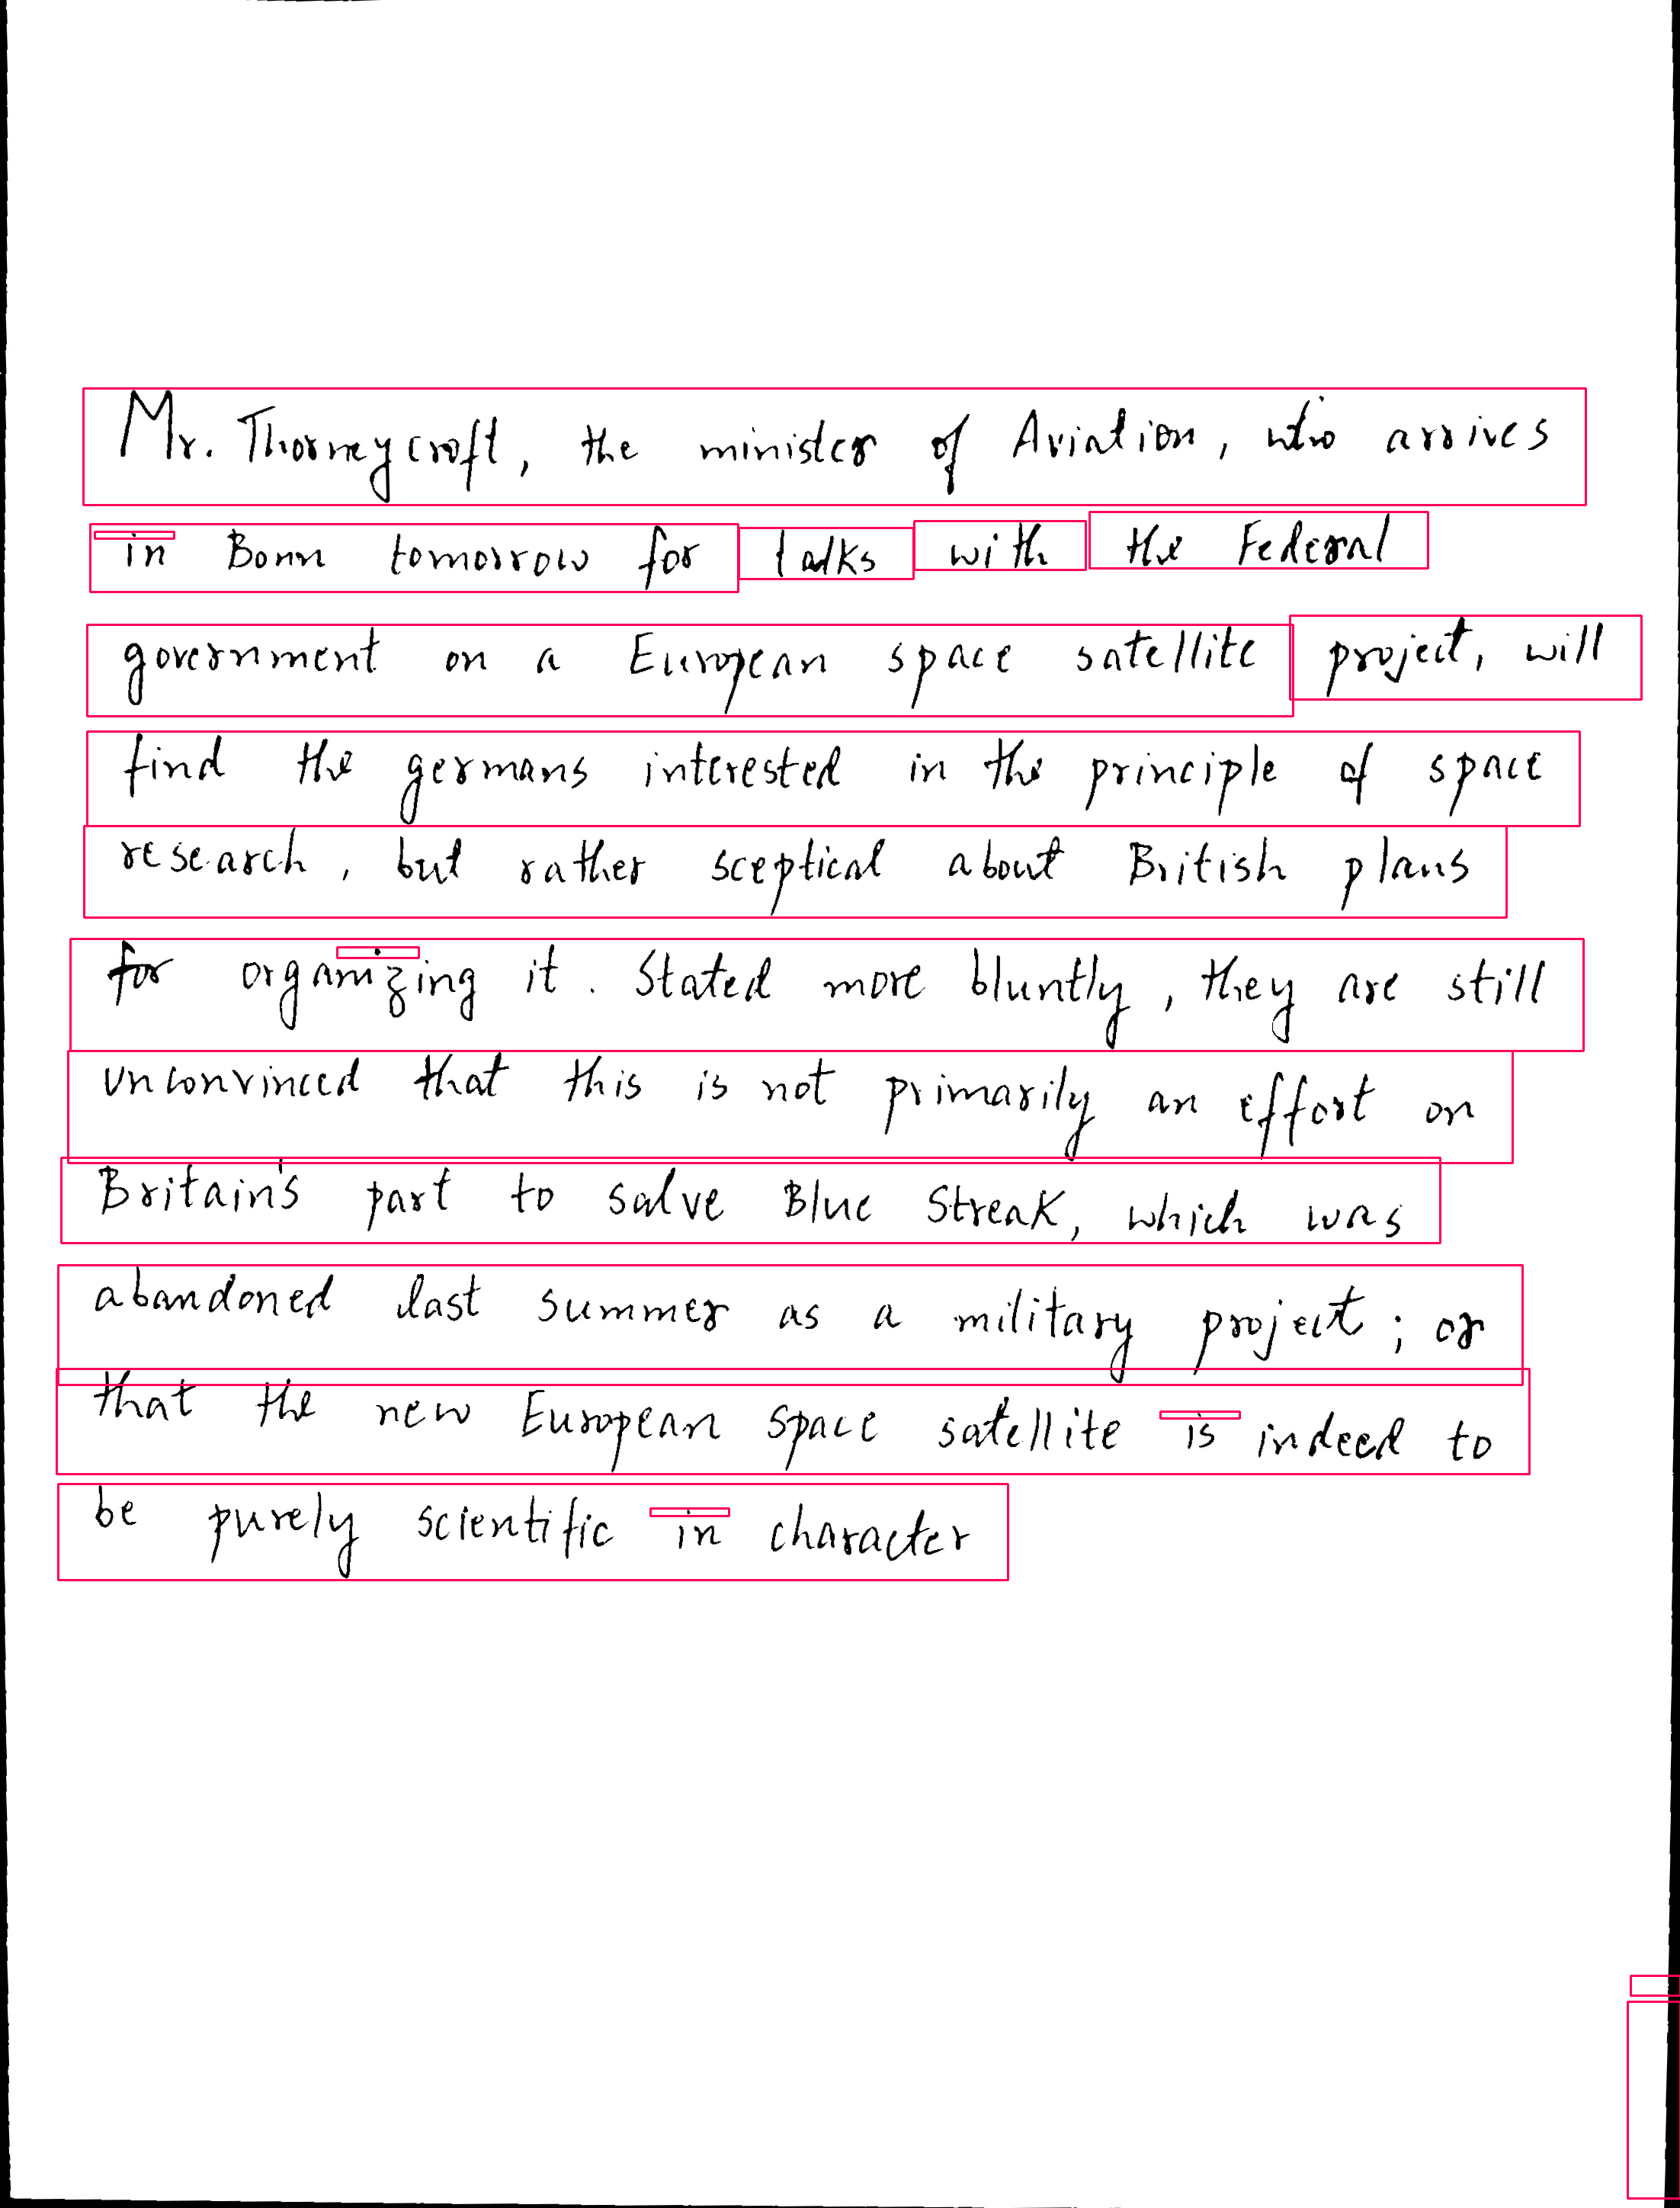 Mr. Thorneycroft, the minister of Aviation, who arrives
in Bonn tomorrow for talks with the Federal
government on a European space satellite project, will
find the germans interested in the principle of space
research, but rather sceptical about British plans
for organizing it. Stated more bluntly, they are still
unconvinced that this is not primarily an effort on
Britain's part to salve Blue Streak, which was
abandoned last summer as a military project; or
that the new European space satellite is indeed to
be purely scientific in character